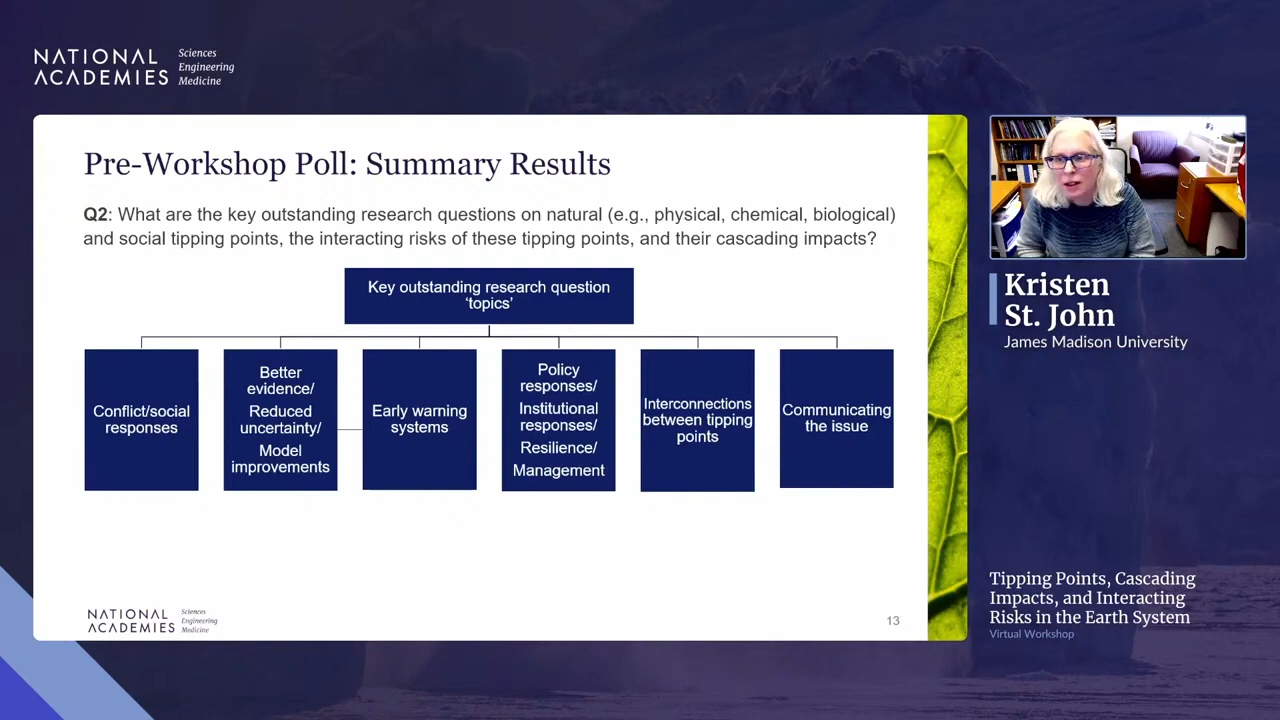 NATIONAL
ACADEMIES
Sciences
Engineering
Medicine
Pre-Workshop Poll: Summary Results
Q2: What are the key outstanding research questions on natural (e.g., physical, chemical, biological)
and social tipping points, the interacting risks of these tipping points, and their cascading impacts?
Key outstanding research question
‘topics’
Conflict/social
responses
Better
evidence/
Reduced
uncertainty/
Model
improvements
Early warning
systems
Policy
responses/
Institutional
responses/
Resilience/
Management
Interconnections
between tipping
points
Communicating
the issue
NATIONAL
ACADEMIES
Sciences
Engineering
Medicine
13
Kristen
St. John
James Madison University
Tipping Points, Cascading
Impacts, and Interacting
Risks in the Earth System
Virtual Workshop